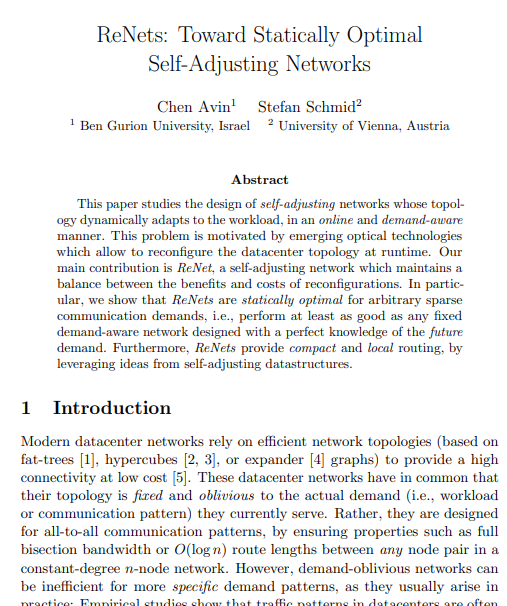 ReNets: Toward Statically Optimal
Self-Adjusting Networks
Chen Avin¹ Stefan Schmid²
¹ Ben Gurion University, Israel ² University of Vienna, Austria
Abstract
This paper studies the design of self-adjusting networks whose topol-
ogy dynamically adapts to the workload, in an online and demand-aware
manner. This problem is motivated by emerging optical technologies
which allow to reconfigure the datacenter topology at runtime. Our
main contribution is ReNet, a self-adjusting network which maintains a
balance between the benefits and costs of reconfigurations. In partic-
ular, we show that ReNets are statically optimal for arbitrary sparse
communication demands, i.e., perform at least as good as any fixed
demand-aware network designed with a perfect knowledge of the future
demand. Furthermore, ReNets provide compact and local routing, by
leveraging ideas from self-adjusting datastructures.
1 Introduction
Modern datacenter networks rely on efficient network topologies (based on
fat-trees [1], hypercubes [2, 3], or expander [4] graphs) to provide a high
connectivity at low cost [5]. These datacenter networks have in common that
their topology is fixed and oblivious to the actual demand (i.e., workload
or communication pattern) they currently serve. Rather, they are designed
for all-to-all communication patterns, by ensuring properties such as full
bisection bandwidth or O(log n) route lengths between any node pair in a
constant-degree n-node network. However, demand-oblivious networks can
be inefficient for more specific demand patterns, as they usually arise in
practice: Empirical studies show that traffic patterns in datacenters are often